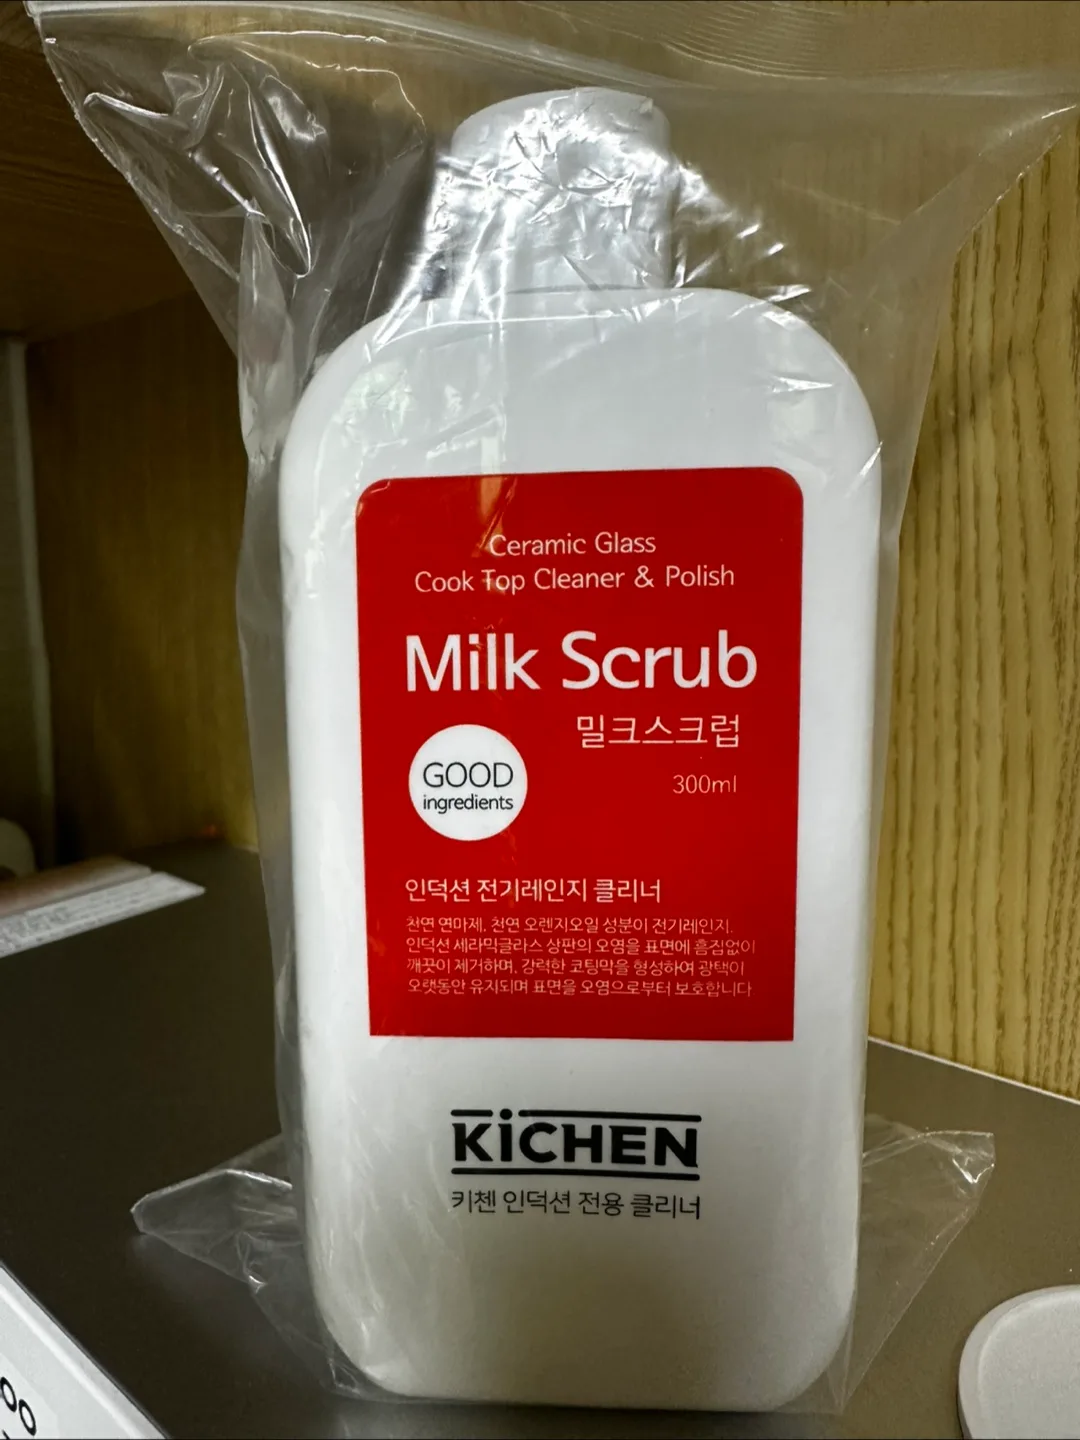 Ceramic Glass
Cook Top Cleaner & Polish
Milk Scrub
밀크스크럽
300ml
GOOD
ingredients
인덕션 전기레인지 클리너
천연 연마제, 천연 오렌지오일 성분이 전기레인지,
인덕션 세라믹글라스 상판의 오염을 표면에 흠집없이
깨끗이 제거하며, 강력한 코팅막을 형성하여 광택이
오랫동안 유지되며 표면을 오염으로부터 보호합니다
KiCHEN
키첸 인덕션 전용 클리너